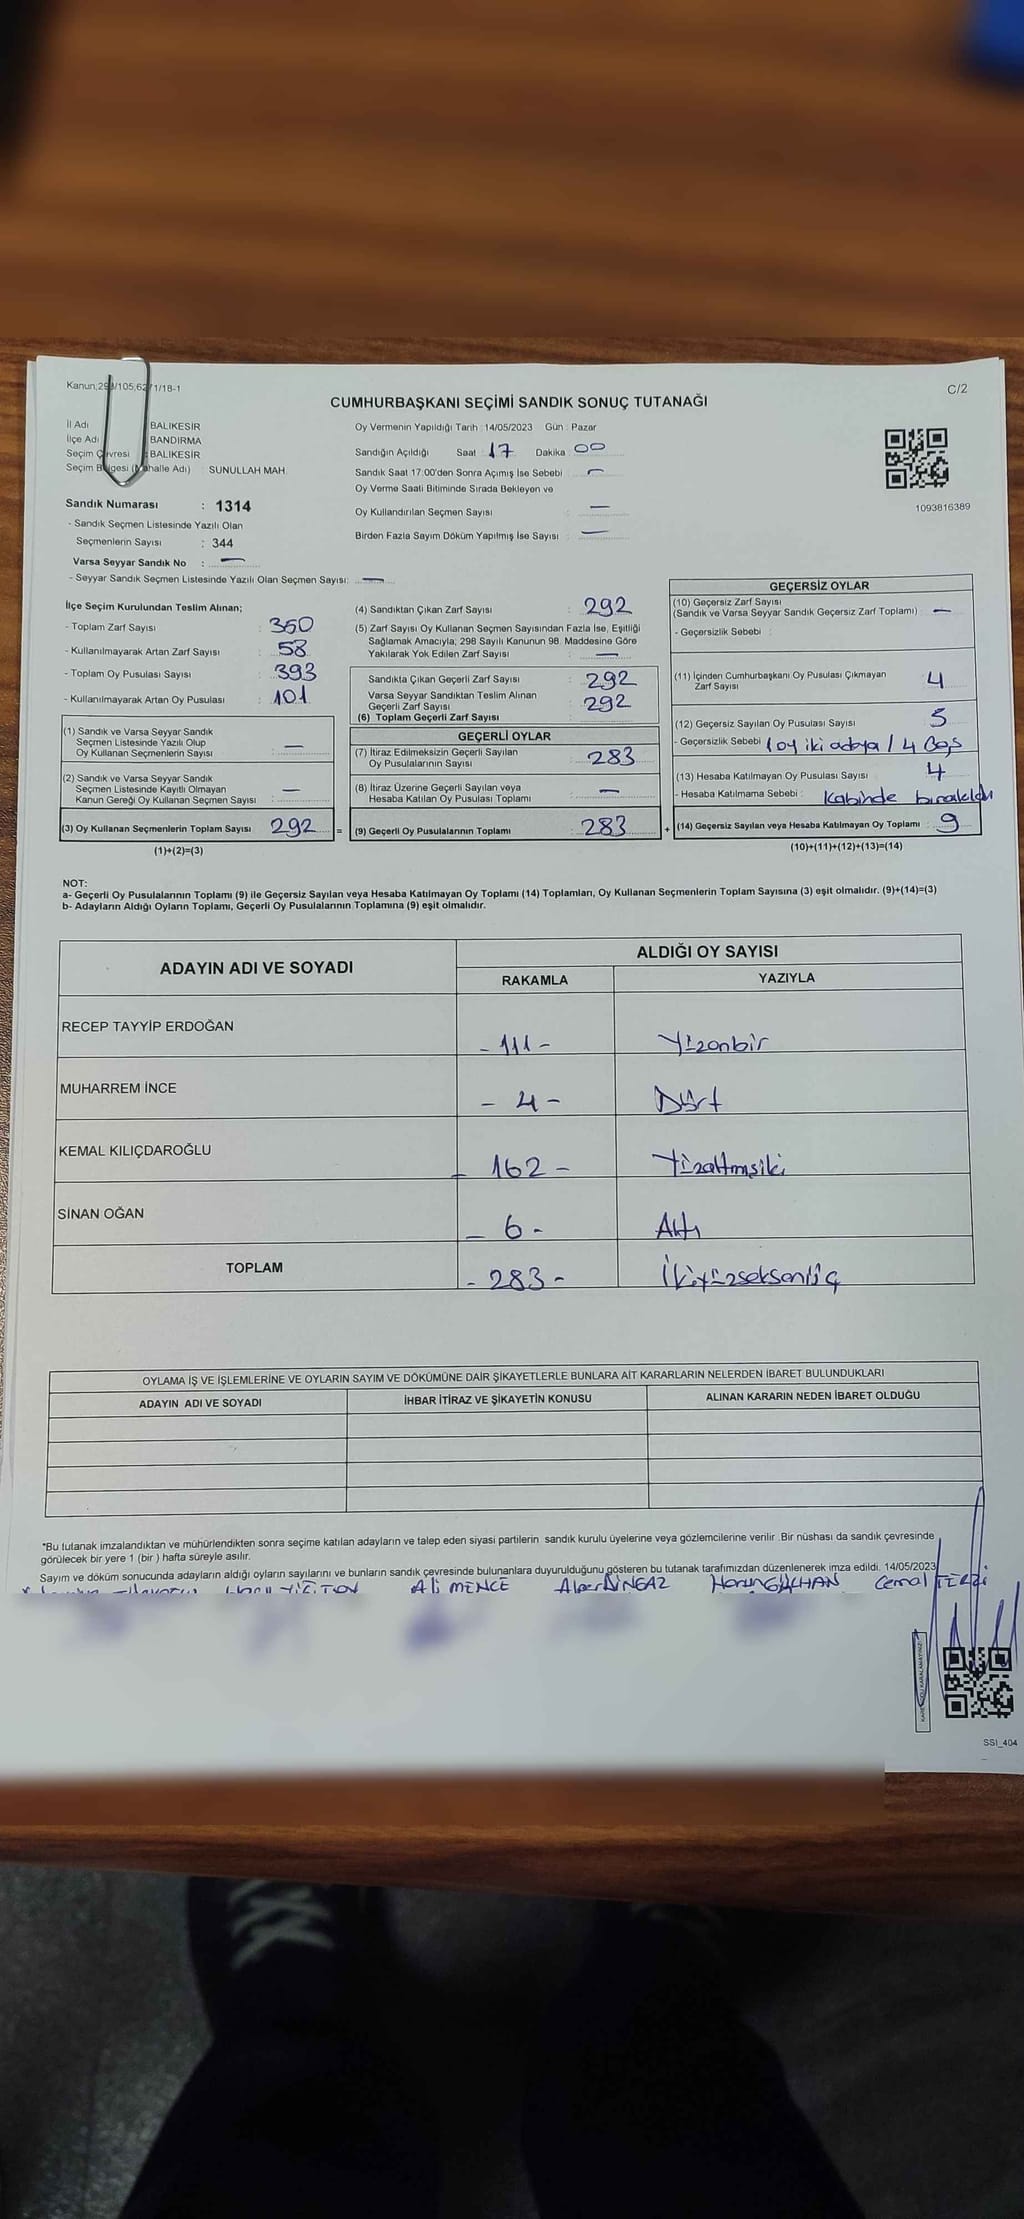 Kanun;298/105,62 1/18-1
C/2
CUMHURBAŞKANI SEÇİMİ SANDIK SONUÇ TUTANAĞI
İl Adı : BALIKESİR
İlçe Adı : BANDIRMA
Seçim Çevresi : BALIKESİR
Seçim Bölgesi (Mahalle Adı) : SUNULLAH MAH.
Sandık Numarası : 1314
- Sandık Seçmen Listesinde Yazılı Olan
Seçmenlerin Sayısı : 344
Varsa Seyyar Sandık No : —
- Seyyar Sandık Seçmen Listesinde Yazılı Olan Seçmen Sayısı: —
Oy Vermenin Yapıldığı Tarih : 14/05/2023 Gün : Pazar
Sandığın Açıldığı Saat 17 Dakika 00
Sandık Saat 17:00'den Sonra Açımış İse Sebebi : —
Oy Verme Saati Bitiminde Sırada Bekleyen ve
Oy Kullandırılan Seçmen Sayısı : —
Birden Fazla Sayım Döküm Yapılmış İse Sayısı : —
1093816389
İlçe Seçim Kurulundan Teslim Alınan;
- Toplam Zarf Sayısı : 350
- Kullanılmayarak Artan Zarf Sayısı : 58
- Toplam Oy Pusulası Sayısı : 393
- Kullanılmayarak Artan Oy Pusulası : 101
(1) Sandık ve Varsa Seyyar Sandık
Seçmen Listesinde Yazılı Olup
Oy Kullanan Seçmenlerin Sayısı : —
(2) Sandık ve Varsa Seyyar Sandık
Seçmen Listesinde Kayıtlı Olmayan
Kanun Gereği Oy Kullanan Seçmen Sayısı : —
(3) Oy Kullanan Seçmenlerin Toplam Sayısı 292 =
(1)+(2)=(3)
(4) Sandıktan Çıkan Zarf Sayısı : 292
(5) Zarf Sayısı Oy Kullanan Seçmen Sayısından Fazla İse, Eşitliği
Sağlamak Amacıyla; 298 Sayılı Kanunun 98. Maddesine Göre
Yakılarak Yok Edilen Zarf Sayısı : —
Sandıkta Çıkan Geçerli Zarf Sayısı : 292
Varsa Seyyar Sandıktan Teslim Alınan
Geçerli Zarf Sayısı : 292
(6) Toplam Geçerli Zarf Sayısı :
GEÇERLİ OYLAR
(7) İtiraz Edilmeksizin Geçerli Sayılan
Oy Pusulalarının Sayısı : 283
(8) İtiraz Üzerine Geçerli Sayılan veya
Hesaba Katılan Oy Pusulası Toplamı : —
(9) Geçerli Oy Pusulalarının Toplamı : 283 +
GEÇERSİZ OYLAR
(10) Geçersiz Zarf Sayısı
(Sandık ve Varsa Seyyar Sandık Geçersiz Zarf Toplamı) : —
- Geçersizlik Sebebi :
(11) İçinden Cumhurbaşkanı Oy Pusulası Çıkmayan
Zarf Sayısı : 4
(12) Geçersiz Sayılan Oy Pusulası Sayısı : 5
- Geçersizlik Sebebi 1 oy iki adaya / 4 Boş
(13) Hesaba Katılmayan Oy Pusulası Sayısı : 4
- Hesaba Katılmama Sebebi : Kabinde bırakıldı
(14) Geçersiz Sayılan veya Hesaba Katılmayan Oy Toplamı : 9
(10)+(11)+(12)+(13)=(14)
NOT:
a- Geçerli Oy Pusulalarının Toplamı (9) ile Geçersiz Sayılan veya Hesaba Katılmayan Oy Toplamı (14) Toplamları, Oy Kullanan Seçmenlerin Toplam Sayısına (3) eşit olmalıdır. (9)+(14)=(3)
b- Adayların Aldığı Oyların Toplamı, Geçerli Oy Pusulalarının Toplamına (9) eşit olmalıdır.
ADAYIN ADI VE SOYADI
ALDIĞI OY SAYISI
RAKAMLA YAZIYLA
RECEP TAYYİP ERDOĞAN - 111 - Yüzonbir
MUHARREM İNCE - 4 - Dört
KEMAL KILIÇDAROĞLU - 162 - Yüzaltmışiki
SİNAN OĞAN - 6 - Altı
TOPLAM - 283 - İkiyüzseksenüç
OYLAMA İŞ VE İŞLEMLERİNE VE OYLARIN SAYIM VE DÖKÜMÜNE DAİR ŞİKAYETLERLE BUNLARA AİT KARARLARIN NELERDEN İBARET BULUNDUKLARI
ADAYIN ADI VE SOYADI İHBAR İTİRAZ VE ŞİKAYETİN KONUSU ALINAN KARARIN NEDEN İBARET OLDUĞU
*Bu tutanak imzalandıktan ve mühürlendikten sonra seçime katılan adayların ve talep eden siyasi partilerin sandık kurulu üyelerine veya gözlemcilerine verilir. Bir nüshası da sandık çevresinde
görülecek bir yere 1 (bir ) hafta süreyle asılır.
Sayım ve döküm sonucunda adayların aldığı oyların sayılarını ve bunların sandık çevresinde bulunanlara duyurulduğunu gösteren bu tutanak tarafımızdan düzenlenerek imza edildi. 14/05/2023
Ali MENCE Alper DİNGAZ Harun Cemal TERZİ
SSI_404